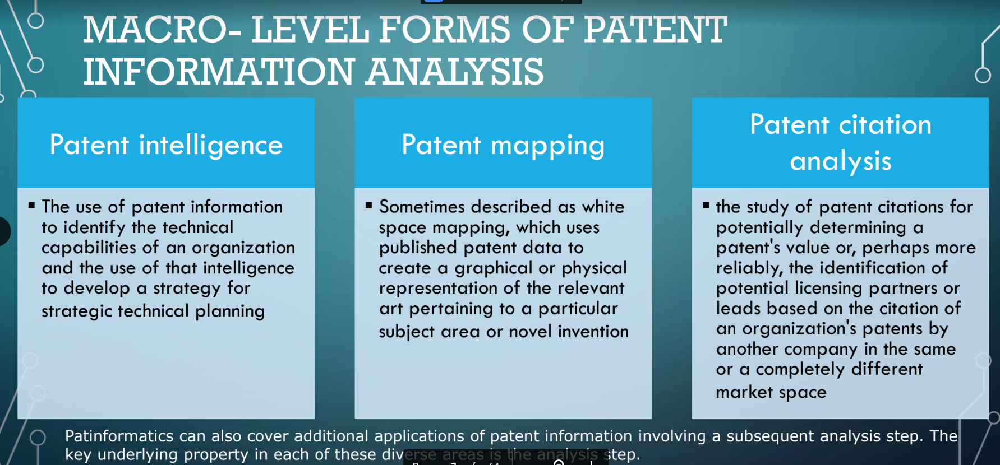 MACRO- LEVEL FORMS OF PATENT
INFORMATION ANALYSIS
Patent intelligence
▪ The use of patent information
to identify the technical
capabilities of an organization
and the use of that intelligence
to develop a strategy for
strategic technical planning
Patent mapping
▪ Sometimes described as white
space mapping, which uses
published patent data to
create a graphical or physical
representation of the relevant
art pertaining to a particular
subject area or novel invention
Patent citation
analysis
▪ the study of patent citations for
potentially determining a
patent's value or, perhaps more
reliably, the identification of
potential licensing partners or
leads based on the citation of
an organization's patents by
another company in the same
or a completely different
market space
Patinformatics can also cover additional applications of patent information involving a subsequent analysis step. The
key underlying property in each of these diverse areas is the analysis step.